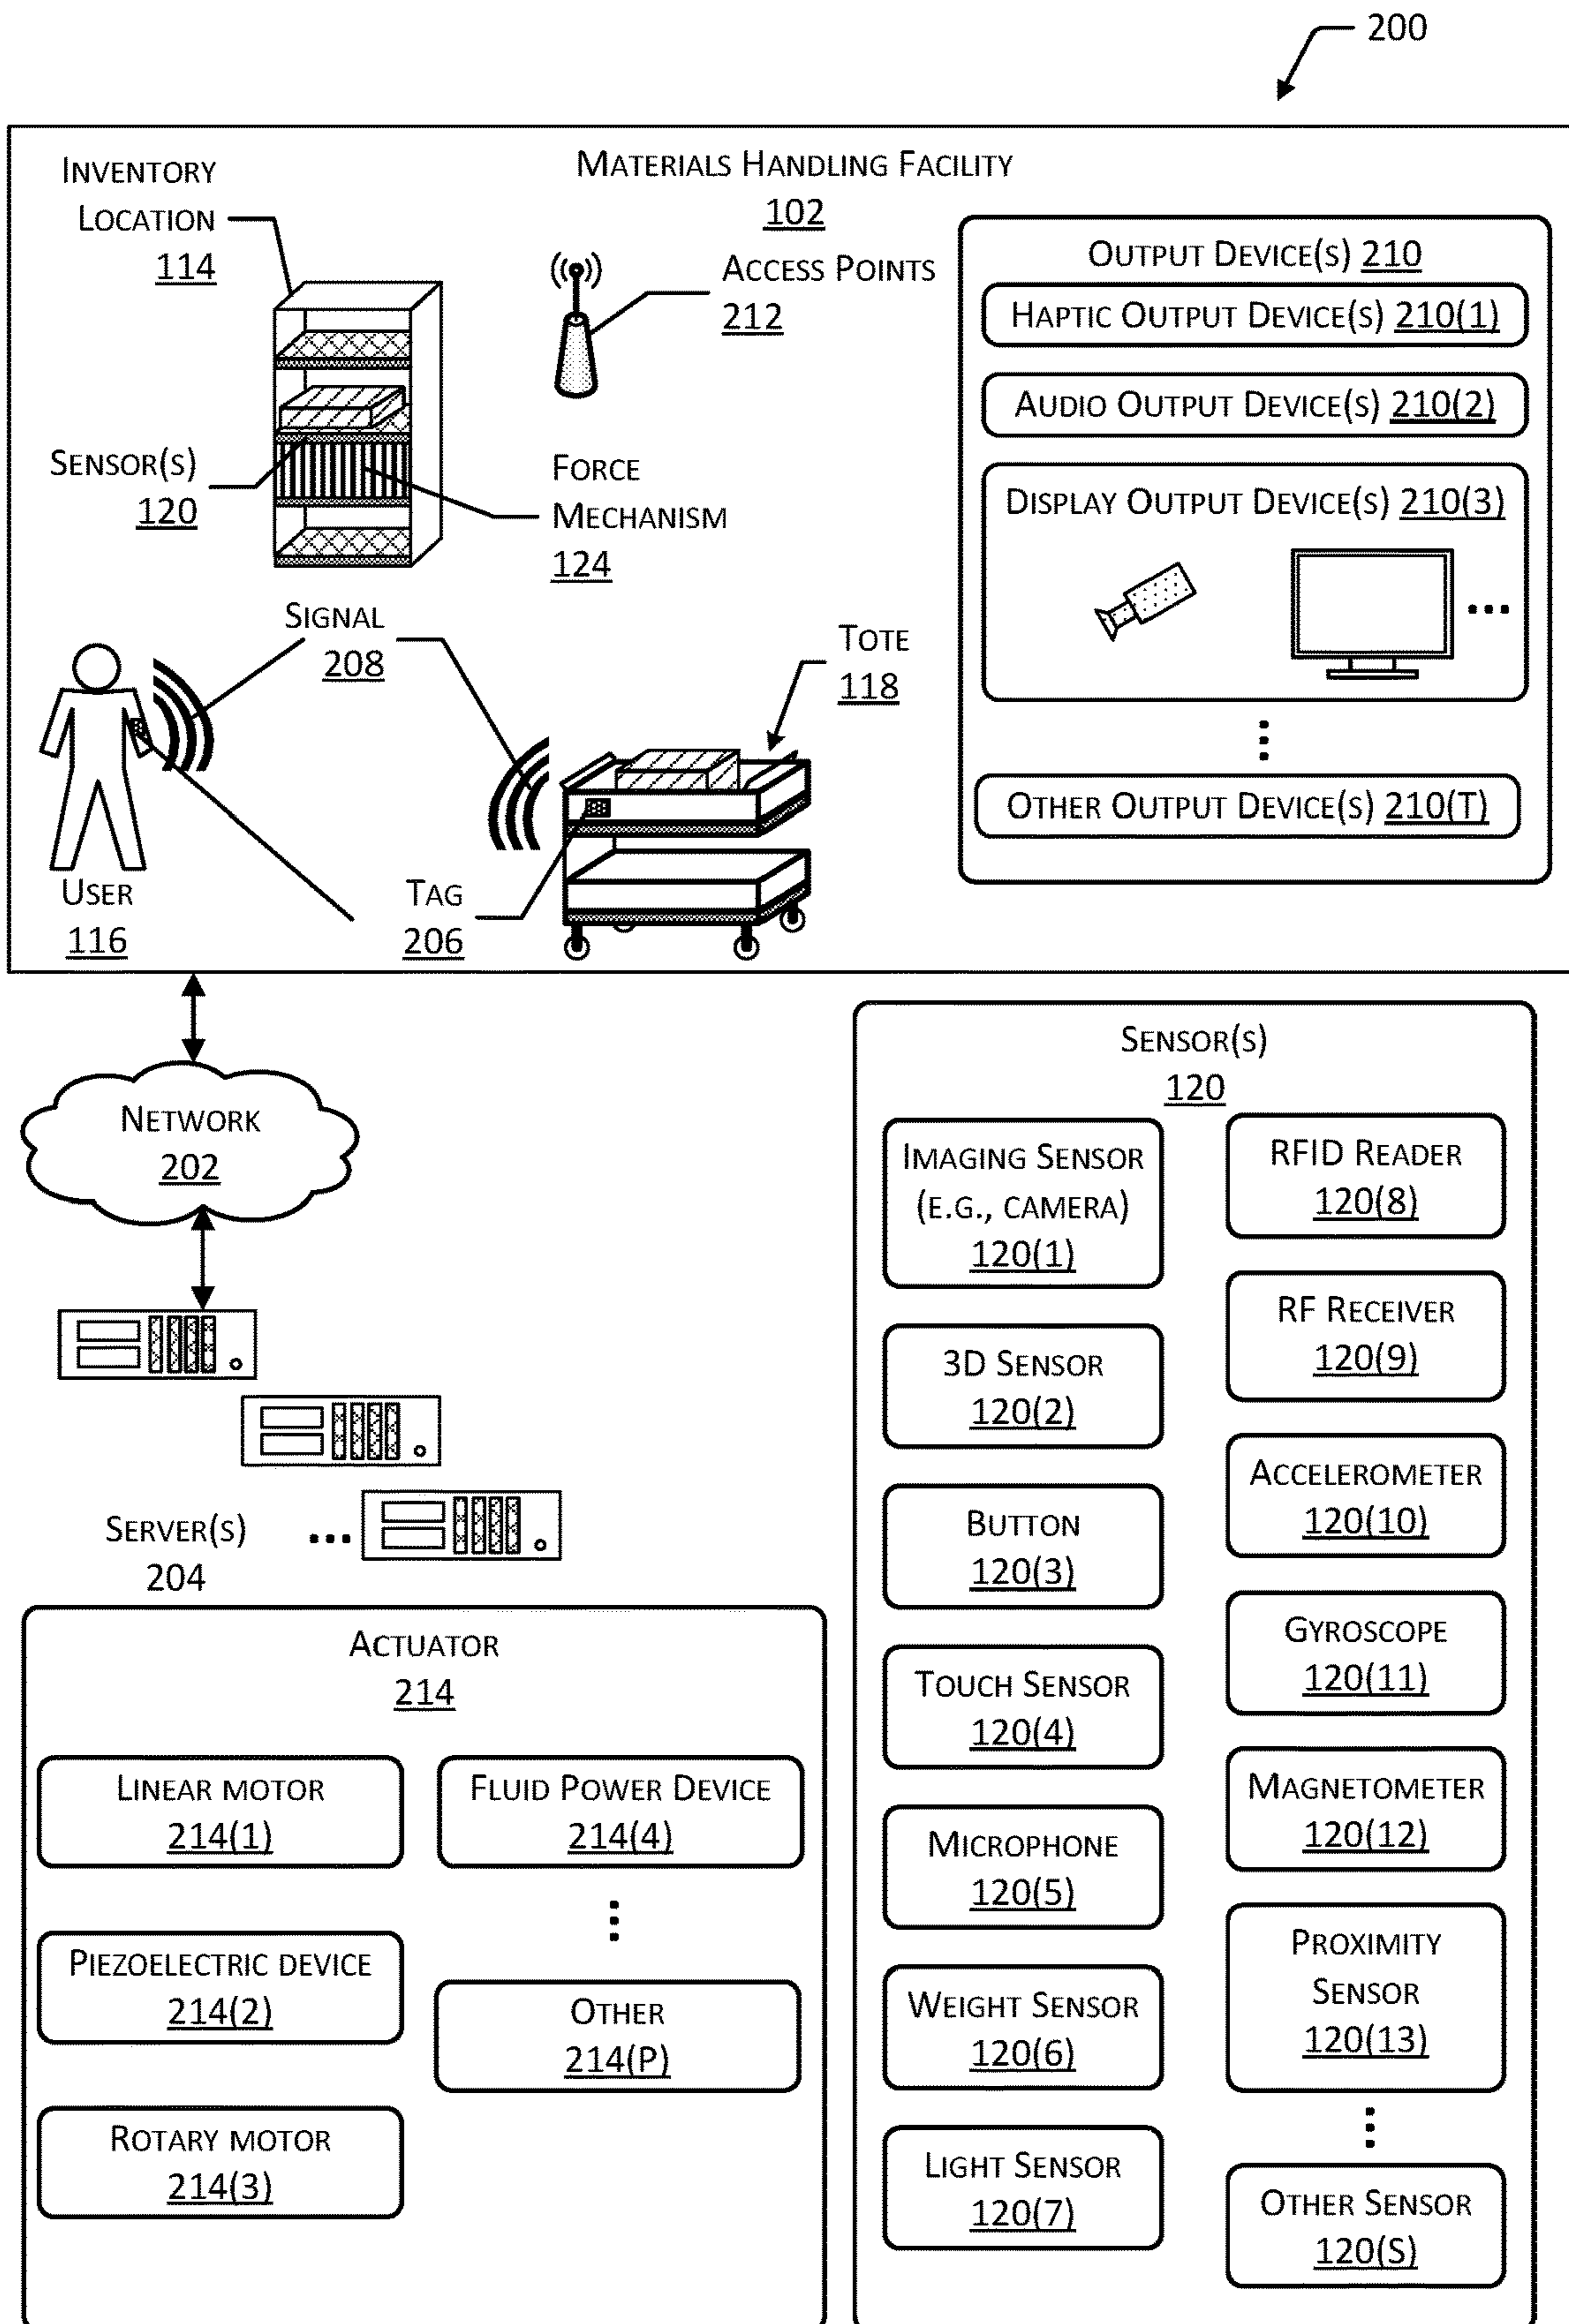 200
INVENTORY
LOCATION
114
MATERIALS HANDLING FACILITY
102
ACCESS POINTS
212
SENSOR(S)
120
FORCE
MECHANISM
124
SIGNAL
208
TOTE
118
USER
116
TAG
206
OUTPUT DEVICE(S) 210
HAPTIC OUTPUT DEVICE(S) 210(1)
AUDIO OUTPUT DEVICE(S) 210(2)
DISPLAY OUTPUT DEVICE(S) 210(3)
OTHER OUTPUT DEVICE(S) 210(T)
NETWORK
202
SERVER(S)
204
ACTUATOR
214
LINEAR MOTOR
214(1)
PIEZOELECTRIC DEVICE
214(2)
ROTARY MOTOR
214(3)
FLUID POWER DEVICE
214(4)
OTHER
214(P)
SENSOR(S)
120
IMAGING SENSOR
(E.G., CAMERA)
120(1)
3D SENSOR
120(2)
BUTTON
120(3)
TOUCH SENSOR
120(4)
MICROPHONE
120(5)
WEIGHT SENSOR
120(6)
LIGHT SENSOR
120(7)
RFID READER
120(8)
RF RECEIVER
120(9)
ACCELEROMETER
120(10)
GYROSCOPE
120(11)
MAGNETOMETER
120(12)
PROXIMITY
SENSOR
120(13)
OTHER SENSOR
120(S)